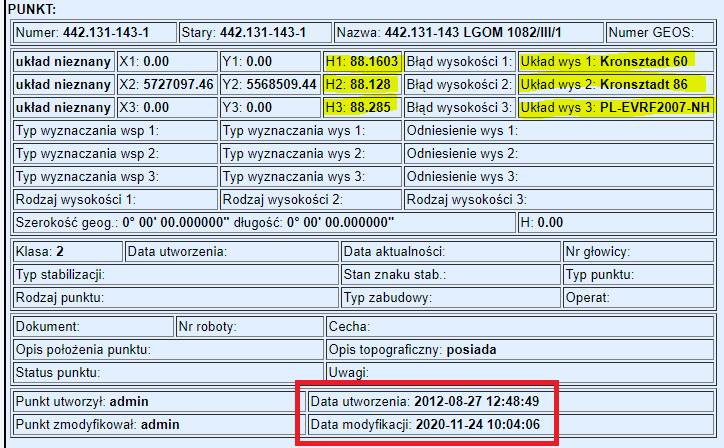 PUNKT:
Numer: 442.131-143-1 Stary: 442.131-143-1 Nazwa: 442.131-143 LGOM 1082/III/1 Numer GEOS:
układ nieznany X1: 0.00 Y1: 0.00 H1: 88.1603 Błąd wysokości 1: Układ wys 1: Kronsztadt 60
układ nieznany X2: 5727097.46 Y2: 5568509.44 H2: 88.128 Błąd wysokości 2: Układ wys 2: Kronsztadt 86
układ nieznany X3: 0.00 Y3: 0.00 H3: 88.285 Błąd wysokości 3: Układ wys 3: PL-EVRF2007-NH
Typ wyznaczania wsp 1: Typ wyznaczania wys 1: Odniesienie wys 1:
Typ wyznaczania wsp 2: Typ wyznaczania wys 2: Odniesienie wys 2:
Typ wyznaczania wsp 3: Typ wyznaczania wys 3: Odniesienie wys 3:
Rodzaj wysokości 1: Rodzaj wysokości 2: Rodzaj wysokości 3:
Szerokość geog.: 0° 00' 00.000000" długość: 0° 00' 00.000000" H: 0.00
Klasa: 2 Data utworzenia: Data aktualności: Nr głowicy:
Typ stabilizacji: Stan znaku stab.: Typ punktu:
Rodzaj punktu: Typ zabudowy: Operat:
Dokument: Nr roboty: Cecha:
Opis położenia punktu: Opis topograficzny: posiada
Status punktu: Uwagi:
Punkt utworzył: admin Data utworzenia: 2012-08-27 12:48:49
Punkt zmodyfikował: admin Data modyfikacji: 2020-11-24 10:04:06